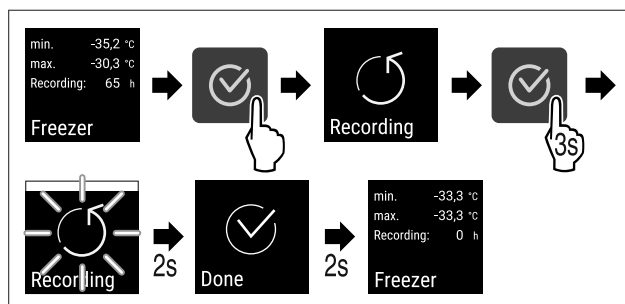 min. -35,2 °C
max. -30,3 °C
Recording: 65 h
Freezer
Recording
3s
Recording
2s
Done
2s
min. -33,3 °C
max. -33,3 °C
Recording: 0 h
Freezer